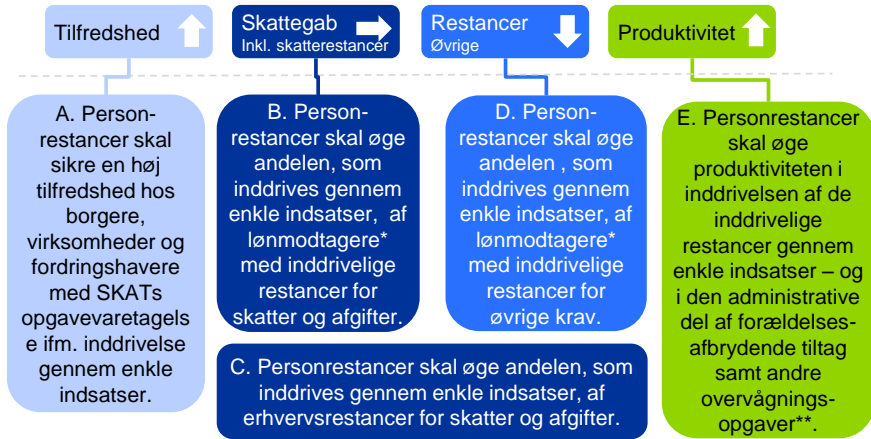 Tilfredshed
Skattegab
Inkl. skatterestancer
Restancer
Øvrige
Produktivitet
A. Person-
restancer skal
sikre en høj
tilfredshed hos
borgere,
virksomheder og
fordringshavere
med SKATs
opgavevaretagels
e ifm. inddrivelse
gennem enkle
indsatser.
B. Person-
restancer skal øge
andelen, som
inddrives gennem
enkle indsatser, af
lønmodtagere*
med inddrivelige
restancer for
skatter og afgifter.
D. Person-
restancer skal øge
andelen , som
inddrives gennem
enkle indsatser, af
lønmodtagere*
med inddrivelige
restancer for
øvrige krav.
E. Personrestancer
skal øge
produktiviteten i
inddrivelsen af de
inddrivelige
restancer gennem
enkle indsatser – og
i den administrative
del af forældelses-
afbrydende tiltag
samt andre
overvågnings-
opgaver**.
C. Personrestancer skal øge andelen, som
inddrives gennem enkle indsatser, af
erhvervsrestancer for skatter og afgifter.